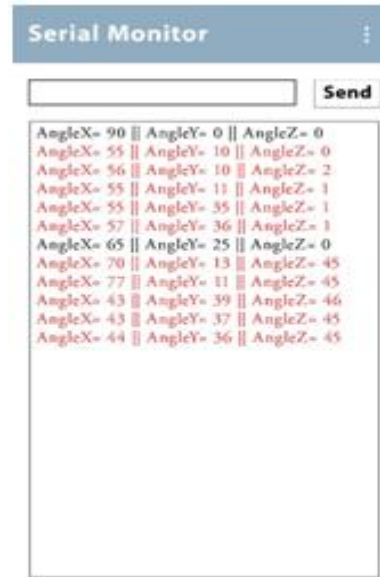 Serial Monitor
Send
AngleX= 90 || AngleY= 0 || AngleZ= 0
AngleX= 55 || AngleY= 10 || AngleZ= 0
AngleX= 56 || AngleY= 10 || AngleZ= 2
AngleX= 55 || AngleY= 11 || AngleZ= 1
AngleX= 55 || AngleY= 35 || AngleZ= 1
AngleX= 57 || AngleY= 36 || AngleZ= 1
AngleX= 65 || AngleY= 25 || AngleZ= 0
AngleX= 70 || AngleY= 13 || AngleZ= 45
AngleX= 77 || AngleY= 11 || AngleZ= 45
AngleX= 43 || AngleY= 39 || AngleZ= 46
AngleX= 43 || AngleY= 37 || AngleZ= 45
AngleX= 44 || AngleY= 36 || AngleZ= 45